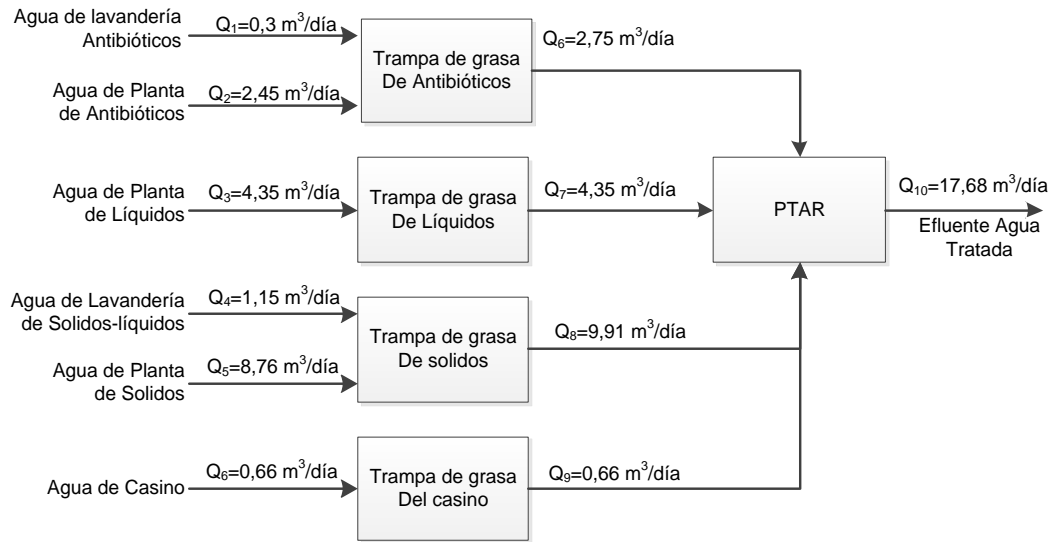 Agua de lavandería
Antibióticos
Q₁=0,3 m³/día
Agua de Planta
de Antibióticos
Q₂=2,45 m³/día
Trampa de grasa
De Antibióticos
Q₆=2,75 m³/día
Agua de Planta
de Líquidos
Q₃=4,35 m³/día
Trampa de grasa
De Líquidos
Q₇=4,35 m³/día
PTAR
Q₁₀=17,68 m³/día
Efluente Agua
Tratada
Agua de Lavandería
de Solidos-líquidos
Q₄=1,15 m³/día
Agua de Planta
de Solidos
Q₅=8,76 m³/día
Trampa de grasa
De solidos
Q₈=9,91 m³/día
Agua de Casino
Q₆=0,66 m³/día
Trampa de grasa
Del casino
Q₉=0,66 m³/día